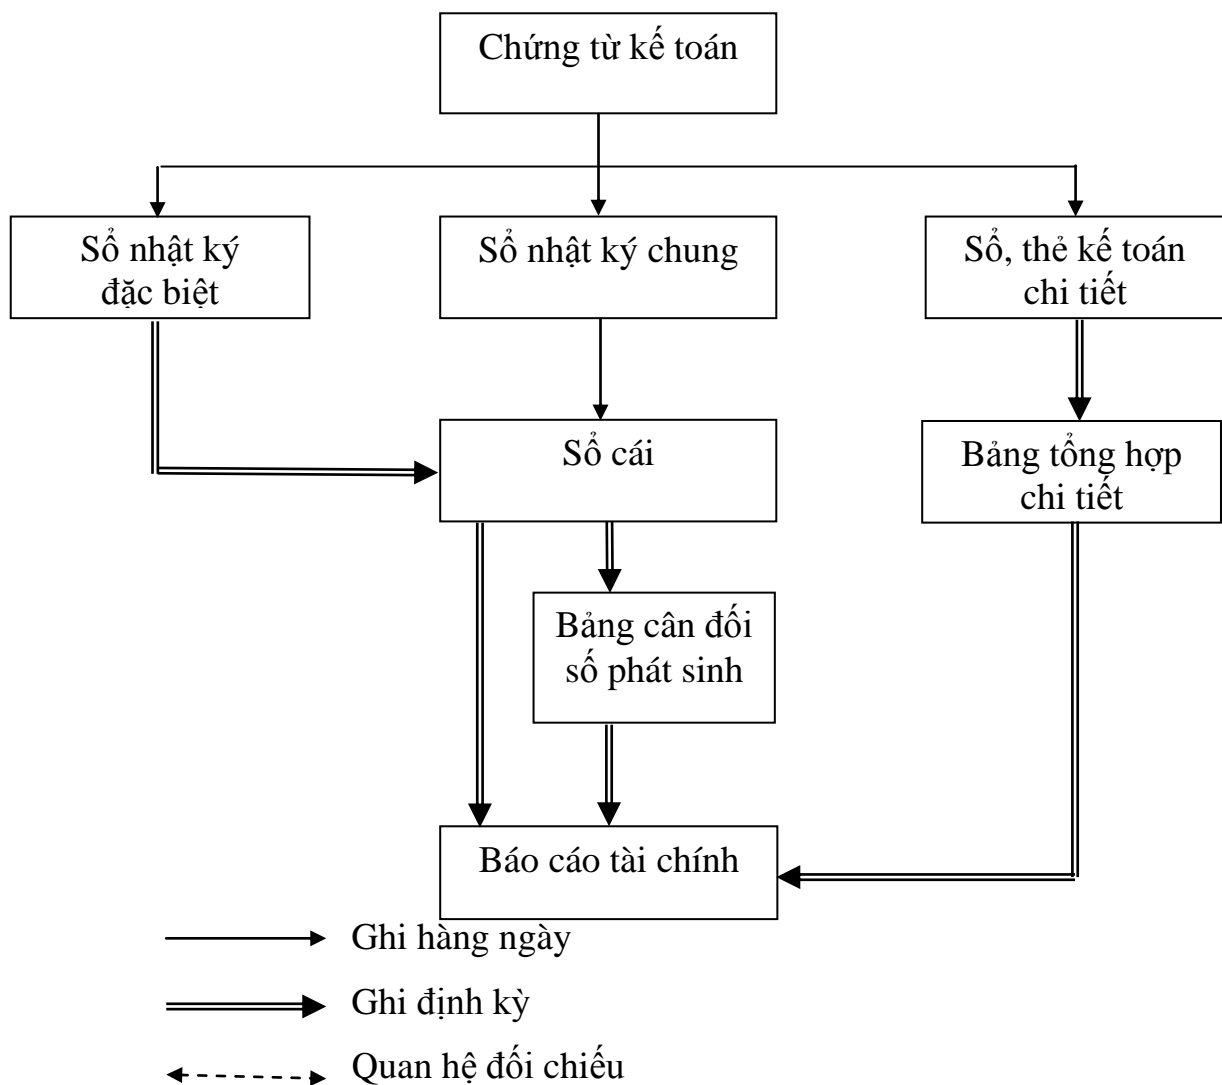 Chứng từ kế toán
Sổ nhật ký
đặc biệt
Sổ nhật ký chung
Sổ, thẻ kế toán
chi tiết
Sổ cái
Bảng tổng hợp
chi tiết
Bảng cân đối
số phát sinh
Báo cáo tài chính
Ghi hàng ngày
Ghi định kỳ
Quan hệ đối chiếu